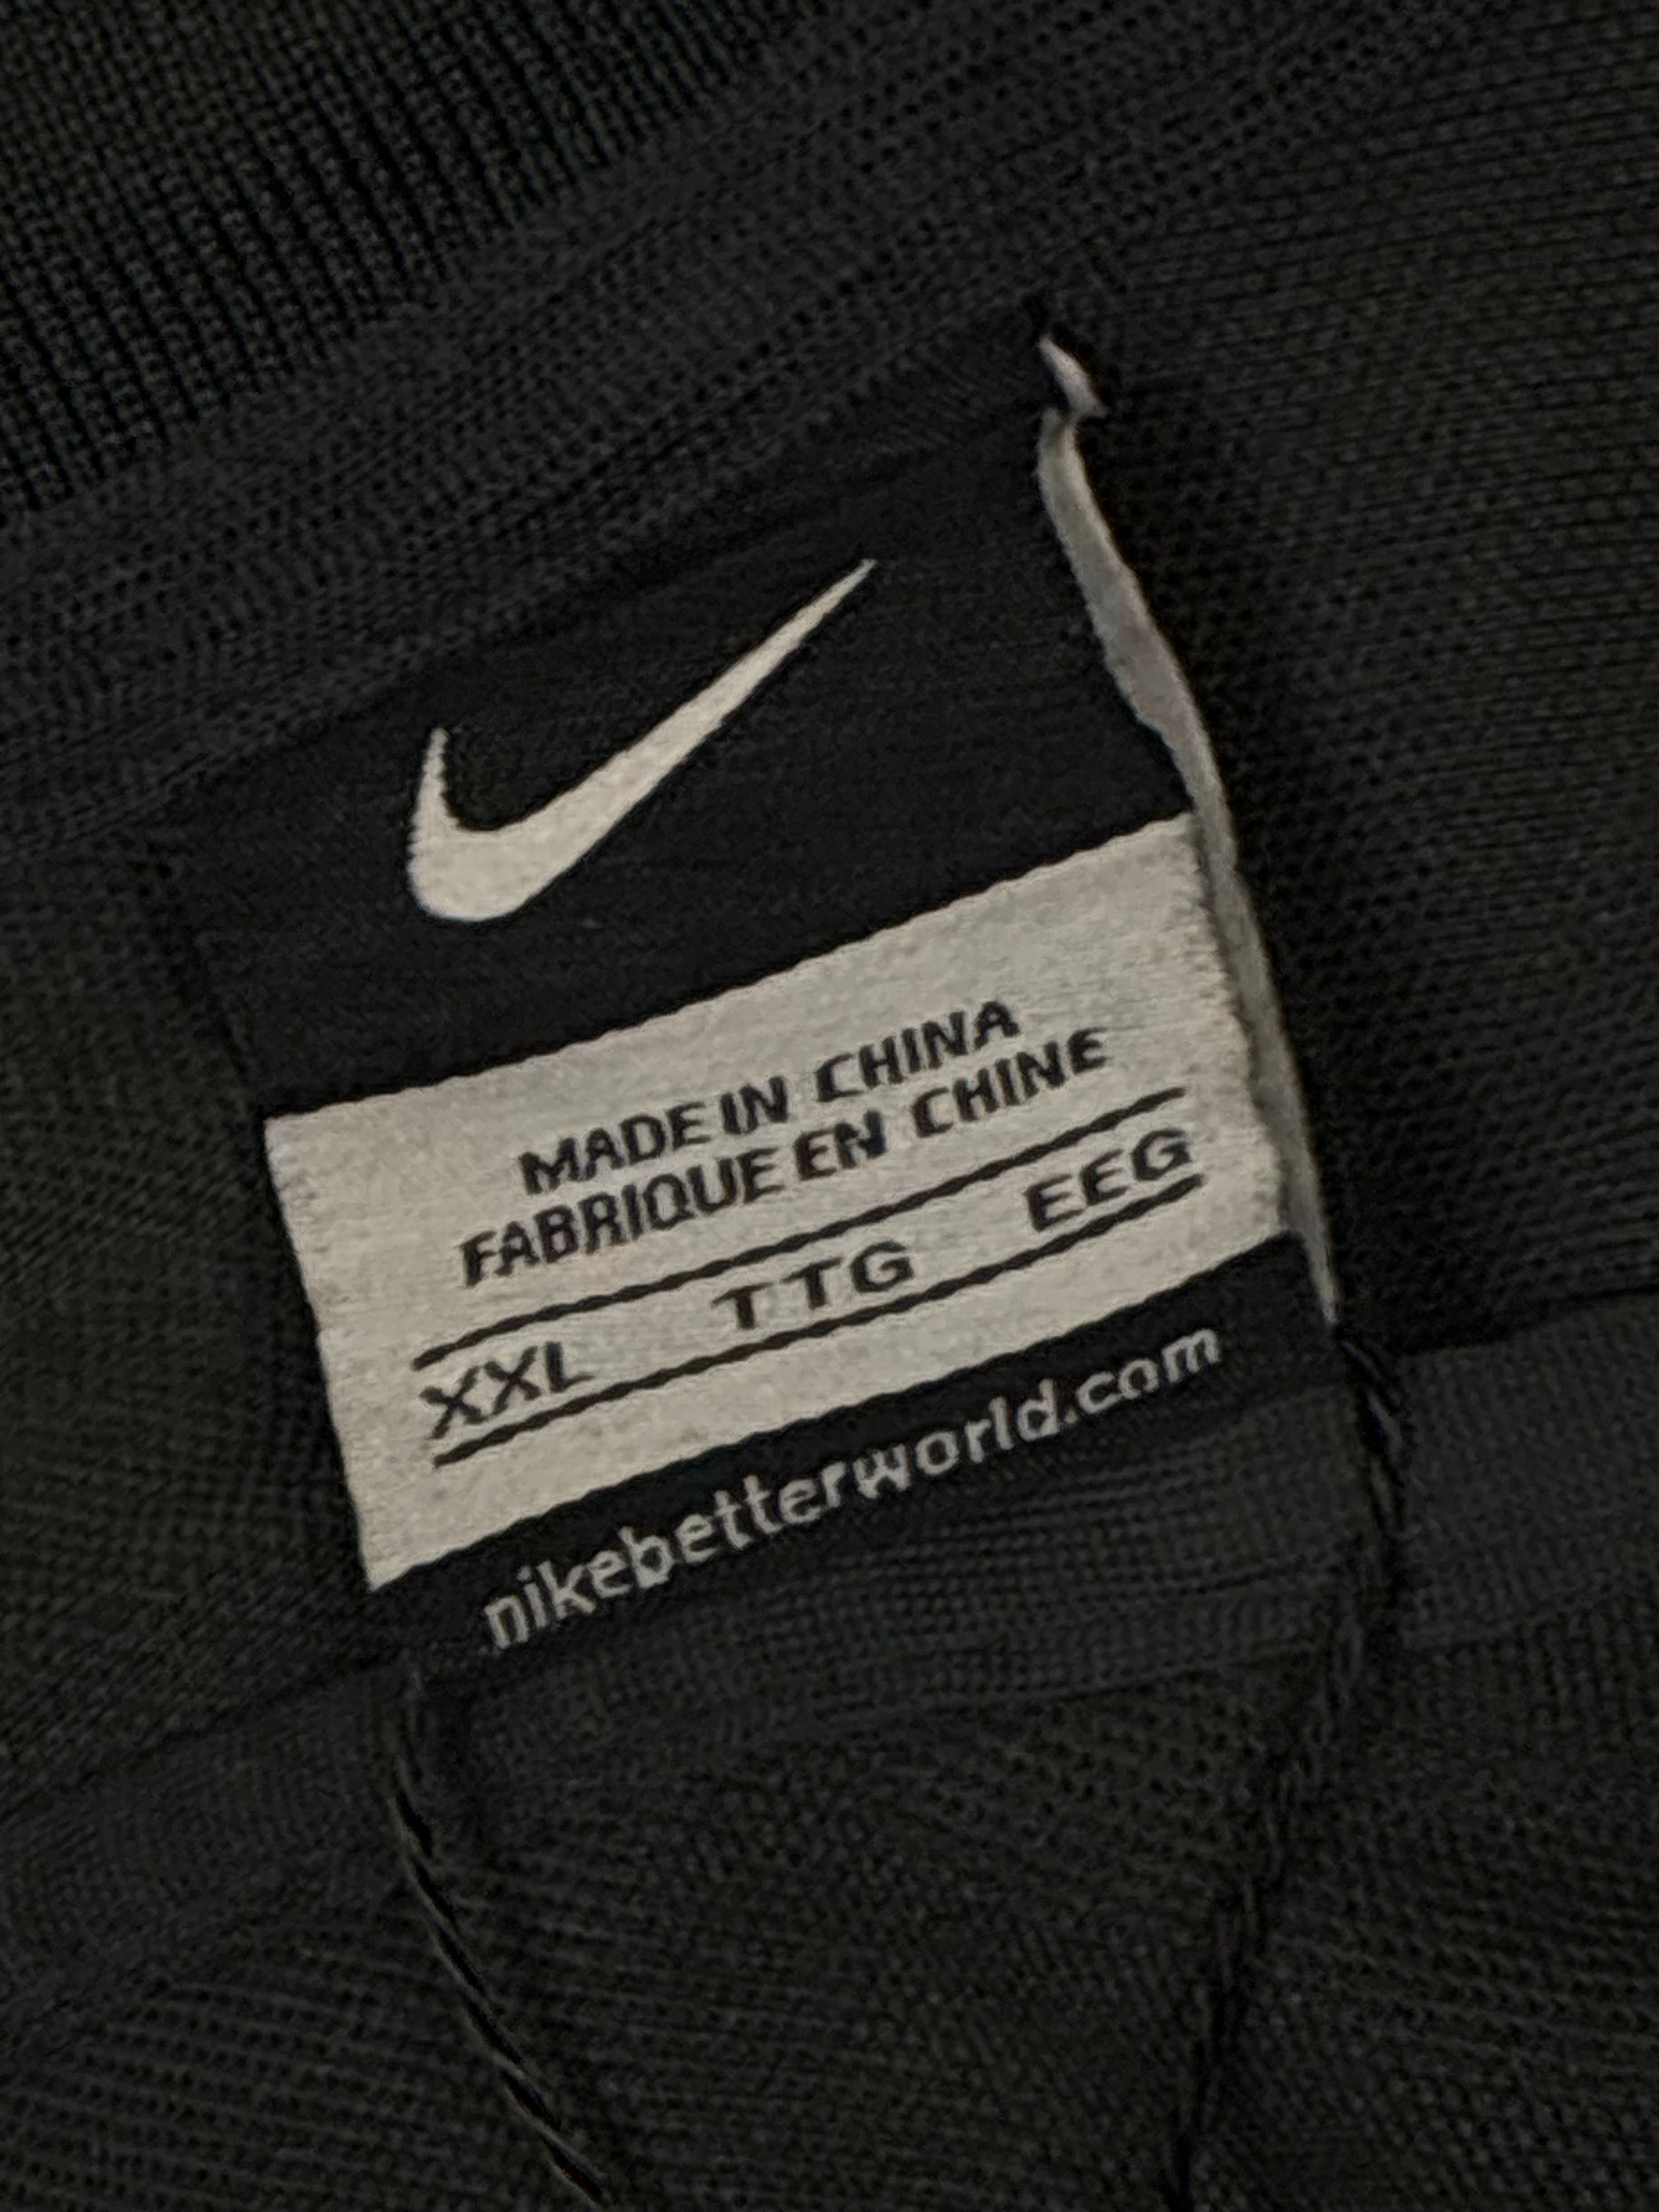 MADE IN CHINA
FABRIQUE EN CHINE
XXL TTG EEG
nikebetterworld.com